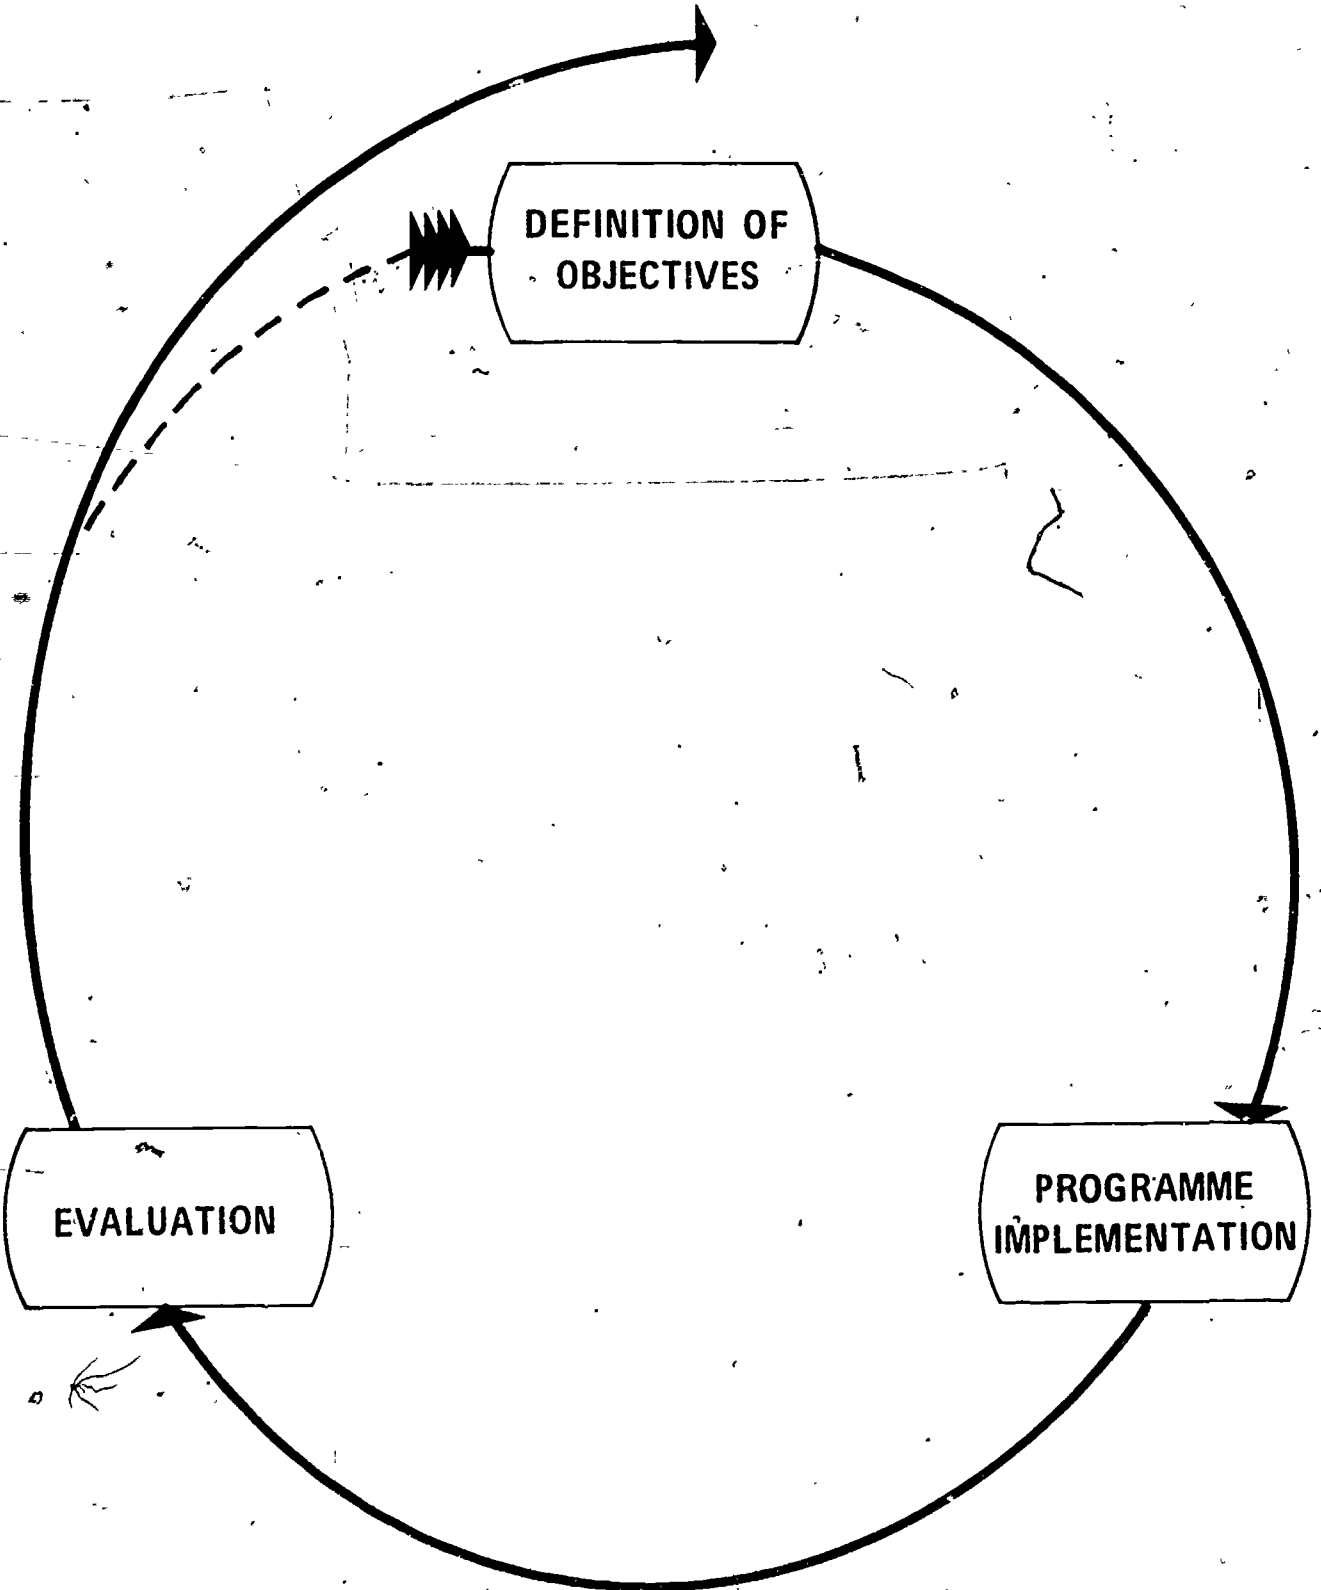 DEFINITION OF
OBJECTIVES
PROGRAMME
IMPLEMENTATION
EVALUATION